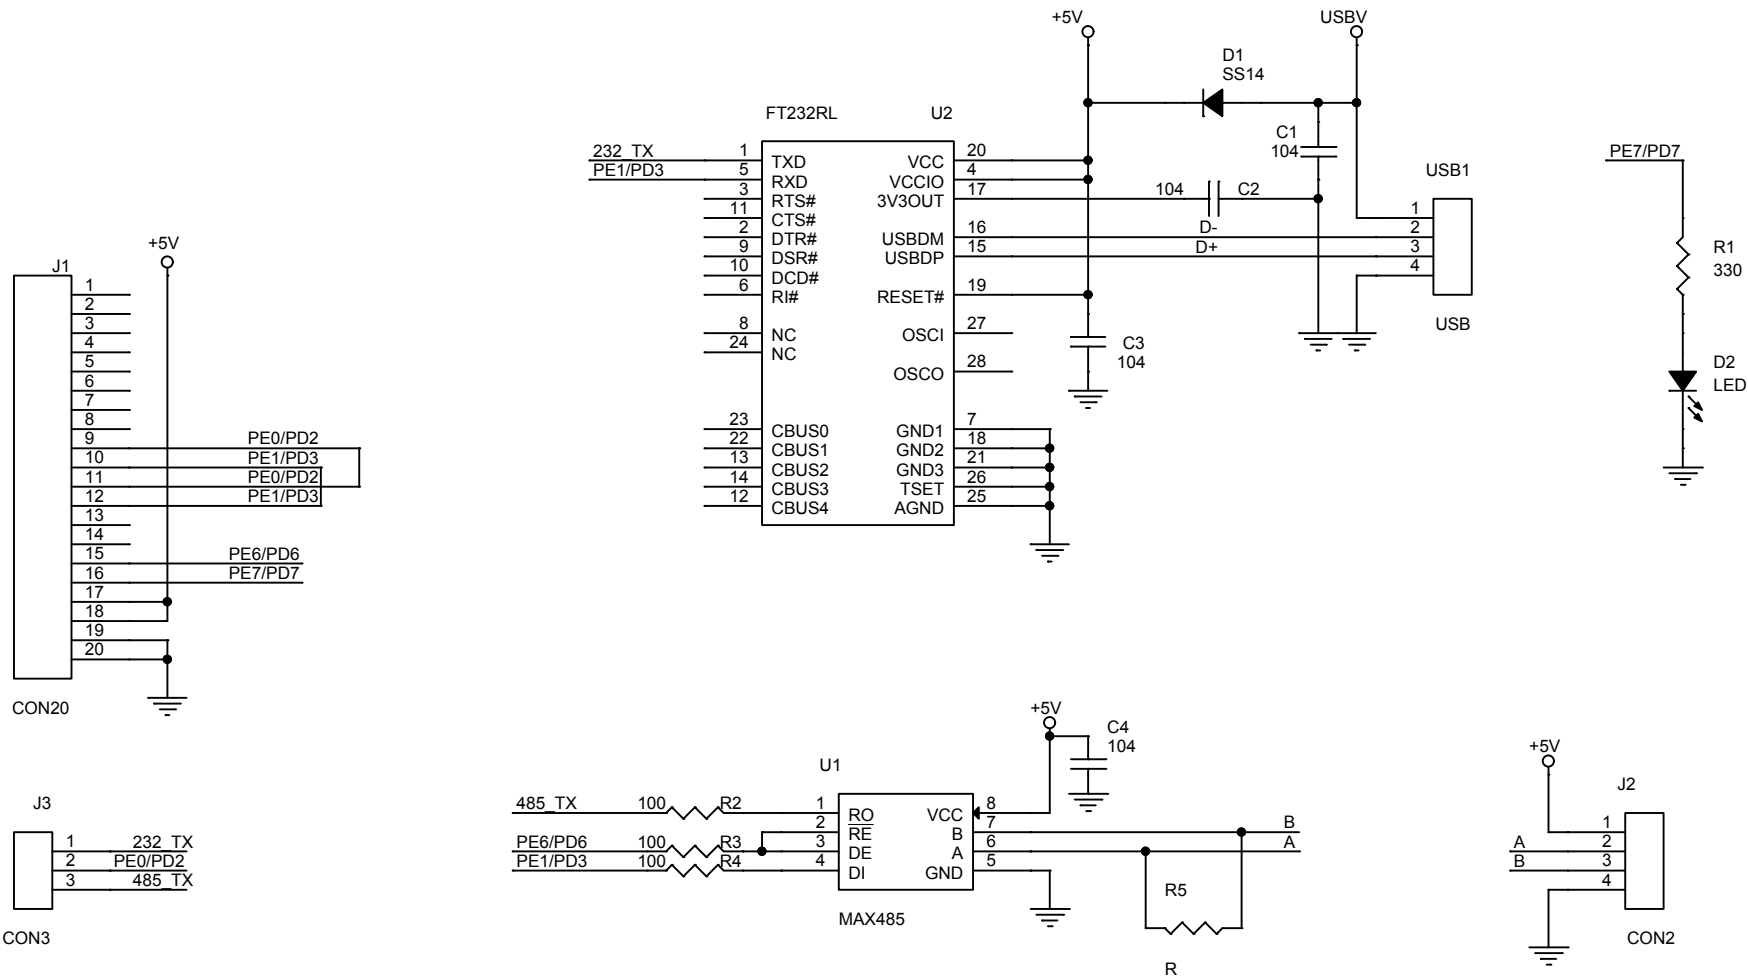 +5V
USBV
D1
SS14
FT232RL
U2
C1
104
232_TX 1 TXD
PE1/PD3 5 RXD
3 RTS#
11 CTS#
2 DTR#
9 DSR#
10 DCD#
6 RI#
8 NC
24 NC
23 CBUS0
22 CBUS1
13 CBUS2
14 CBUS3
12 CBUS4
VCC 20
VCCIO 4
3V3OUT 17
104 C2
USBDM 16 D-
USBDP 15 D+
RESET# 19
OSCI 27
OSCO 28
GND1 7
GND2 18
GND3 21
TSET 26
AGND 25
C3
104
USB1
1
2
3
4
USB
PE7/PD7
R1
330
D2
LED
+5V
J1
1
2
3
4
5
6
7
8
9 PE0/PD2
10 PE1/PD3
11 PE0/PD2
12 PE1/PD3
13
14
15 PE6/PD6
16 PE7/PD7
17
18
19
20
CON20
J3
1 232_TX
2 PE0/PD2
3 485_TX
CON3
+5V
C4
104
U1
485_TX 100 R2 1 RO
2 RE
PE6/PD6 100 R3 3 DE
PE1/PD3 100 R4 4 DI
VCC 8
B 7 B
A 6 A
GND 5
MAX485
R5
R
+5V
J2
1
A 2
B 3
4
CON2